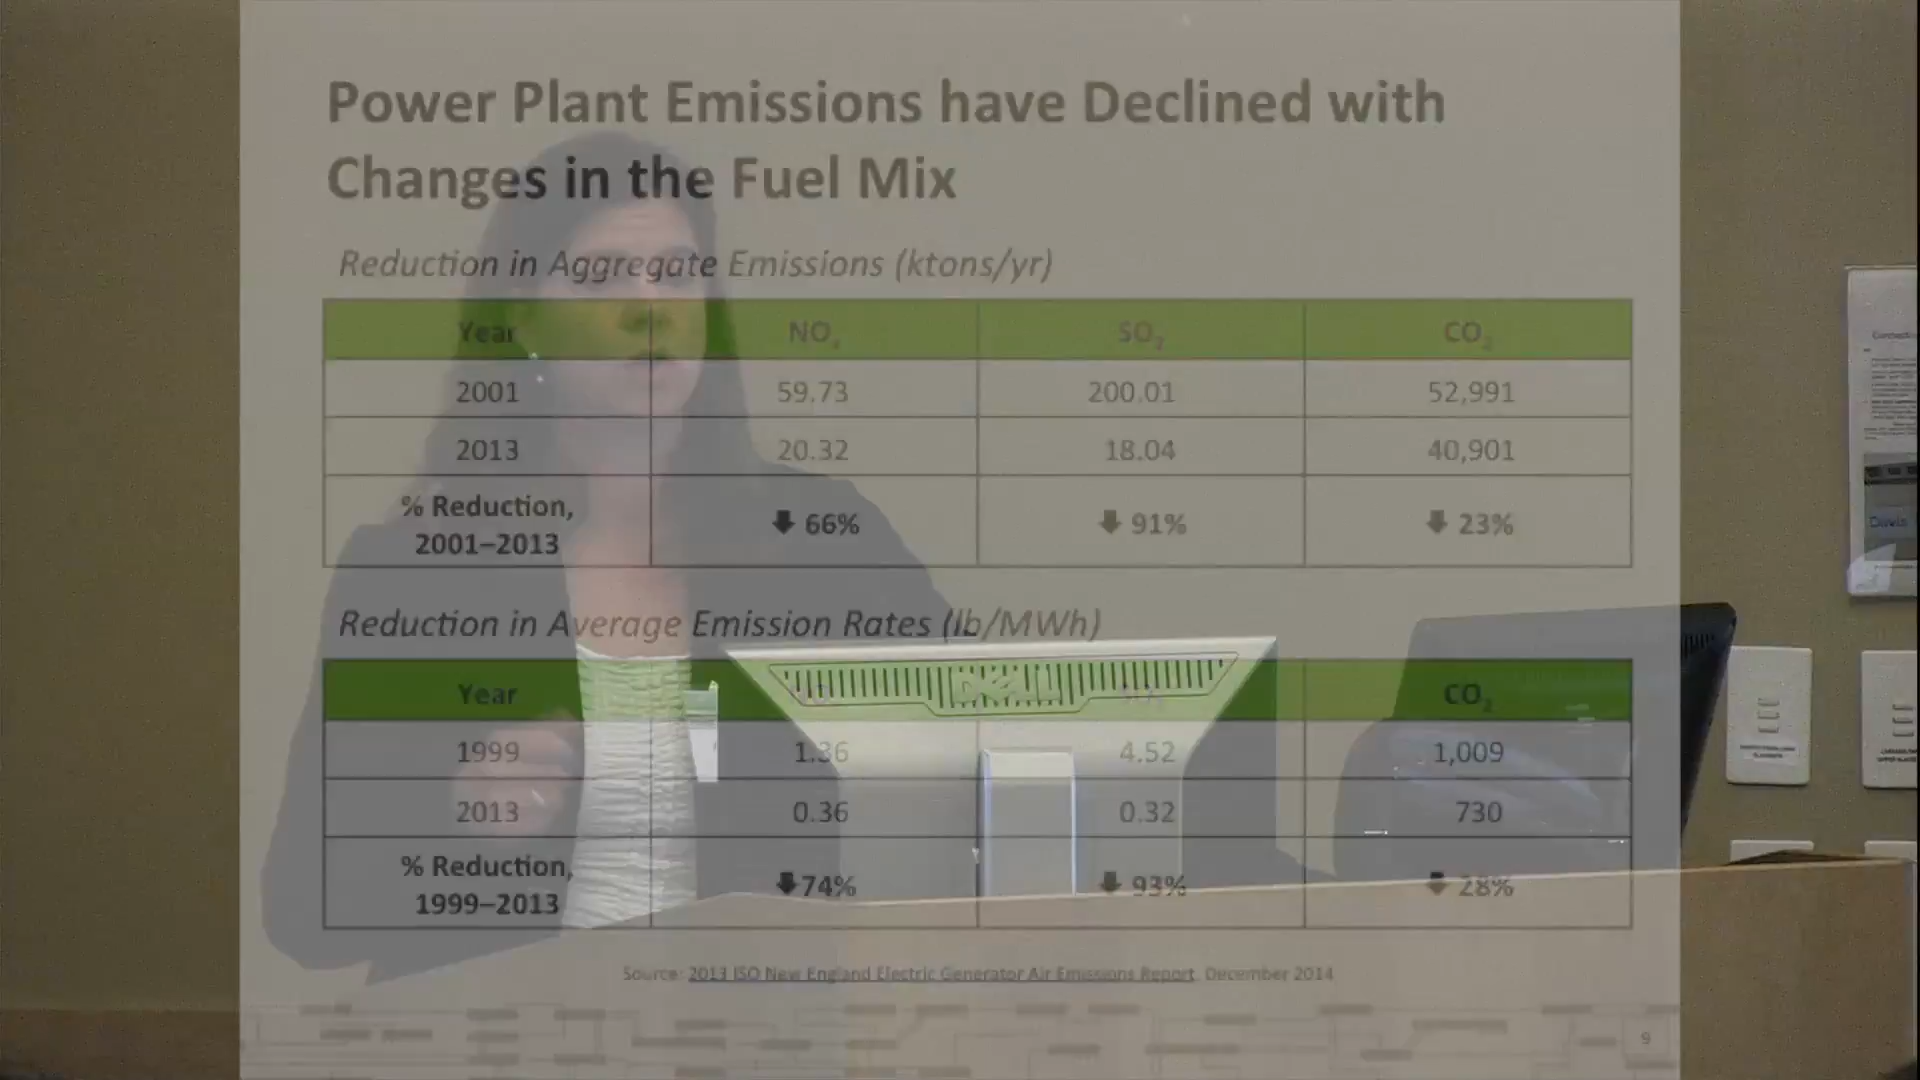 Power Plant Emissions have Declined with
Changes in the Fuel Mix
Reduction in Aggregate Emissions (ktons/yr)
Year NOx SO2 CO2
2001 59.73 200.01 52,991
2013 20.32 18.04 40,901
% Reduction,
2001–2013 66% 91% 23%
Reduction in Average Emission Rates (lb/MWh)
Year CO2
1999 1.36 4.52 1,009
2013 0.36 0.32 730
% Reduction,
1999–2013 74% 93% 28%
Source: 2013 ISO New England Electric Generator Air Emissions Report, December 2014
9